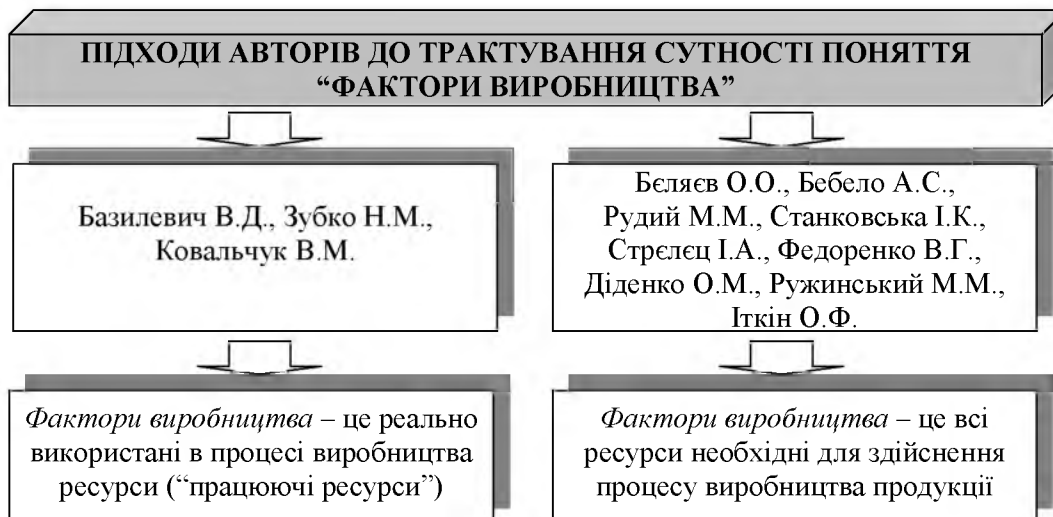 ПІДХОДИ АВТОРІВ ДО ТРАКТУВАННЯ СУТНОСТІ ПОНЯТТЯ
“ФАКТОРИ ВИРОБНИЦТВА”
Базилевич В.Д., Зубко Н.М.,
Ковальчук В.М.
Бєляєв О.О., Бебело А.С.,
Рудий М.М., Станковська І.К.,
Стрєлєц І.А., Федоренко В.Г.,
Діденко О.М., Ружинський М.М.,
Іткін О.Ф.
Фактори виробництва – це реально
використані в процесі виробництва
ресурси (“працюючі ресурси”)
Фактори виробництва – це всі
ресурси необхідні для здійснення
процесу виробництва продукції